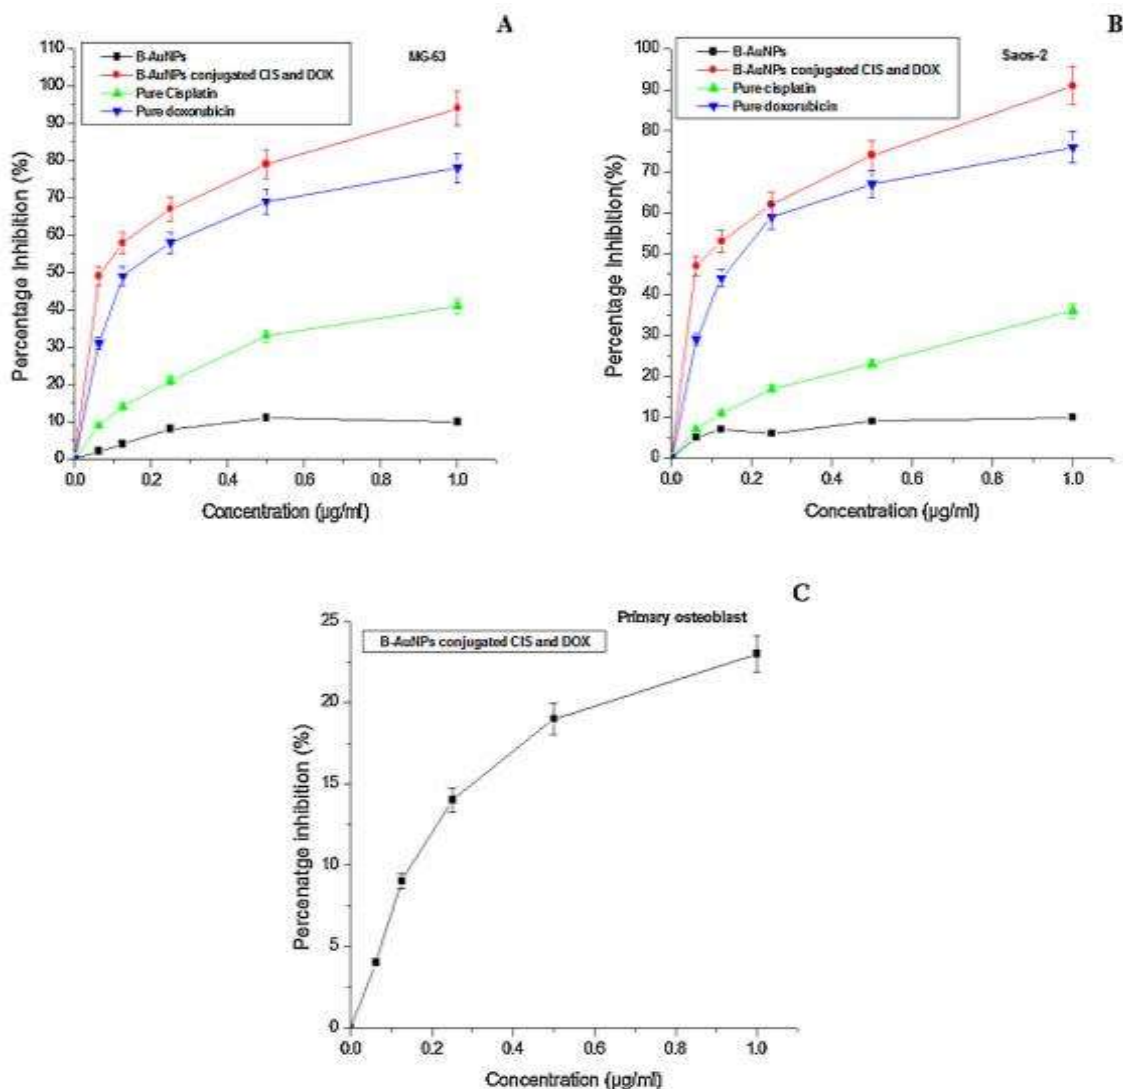 A
MG-63
B-AuNPs
B-AuNPs conjugated CIS and DOX
Pure Cisplatin
Pure doxorubicin
Percentage Inhibition (%)
110
100
90
80
70
60
50
40
30
20
10
0
0.0 0.2 0.4 0.6 0.8 1.0
Concentration (µg/ml)
B
Saos-2
B-AuNPs
B-AuNPs conjugated CIS and DOX
Pure cisplatin
Pure doxorubicin
Percentage Inhibition(%)
100
90
80
70
60
50
40
30
20
10
0
0.0 0.2 0.4 0.6 0.8 1.0
Concentration (µg/ml)
C
Primary osteoblast
B-AuNPs conjugated CIS and DOX
Percenatge inhibition (%)
25
20
15
10
5
0
0.0 0.2 0.4 0.6 0.8 1.0
Concentration (µg/ml)